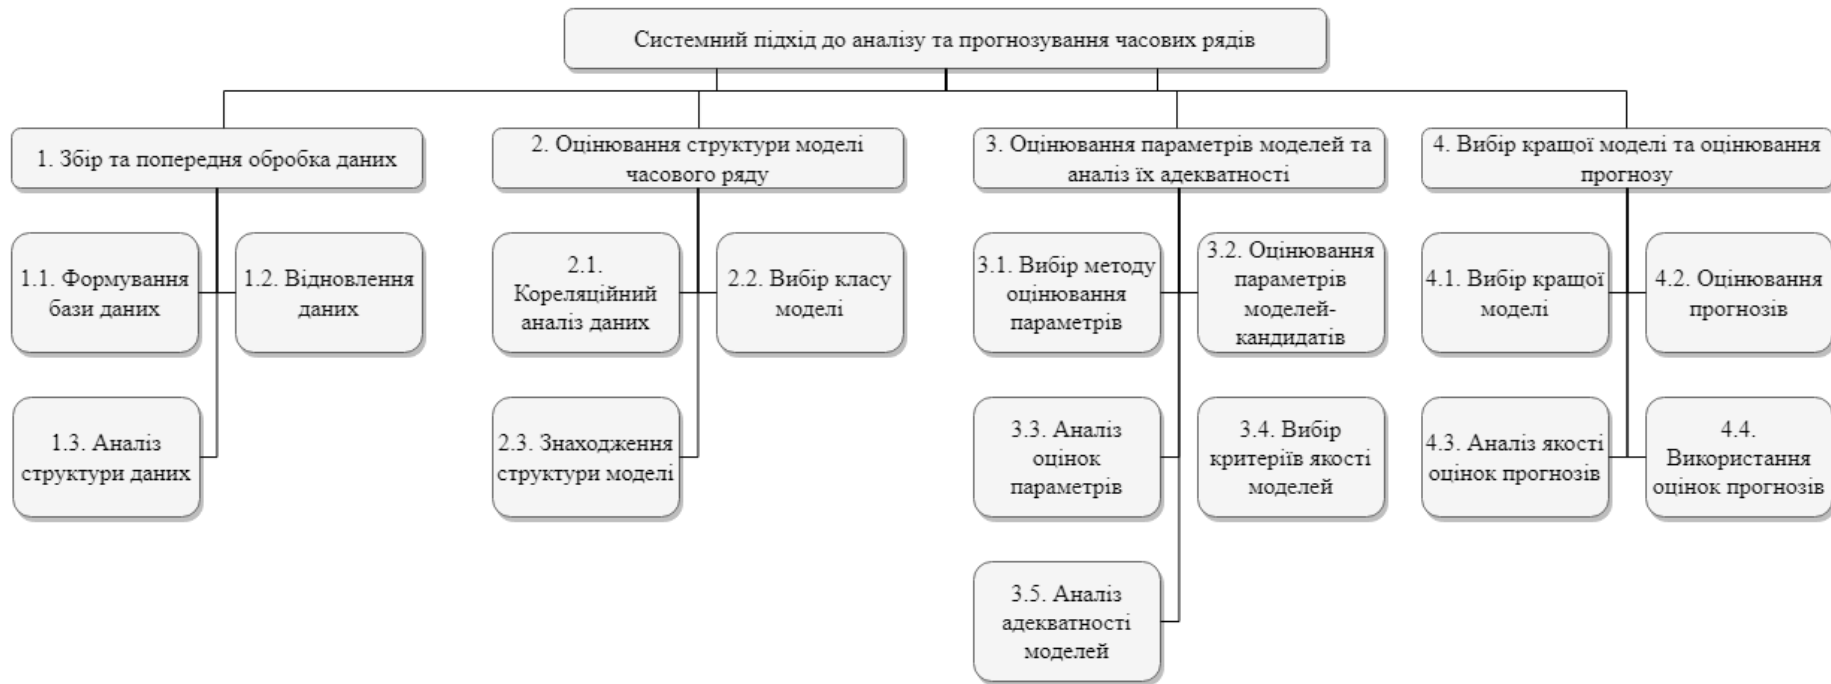 Системний підхід до аналізу та прогнозування часових рядів
1. Збір та попередня обробка даних
2. Оцінювання структури моделі
часового ряду
3. Оцінювання параметрів моделей та
аналіз їх адекватності
4. Вибір кращої моделі та оцінювання
прогнозу
1.1. Формування
бази даних
1.2. Відновлення
даних
2.1.
Кореляційний
аналіз даних
2.2. Вибір класу
моделі
3.1. Вибір методу
оцінювання
параметрів
3.2. Оцінювання
параметрів
моделей-
кандидатів
4.1. Вибір кращої
моделі
4.2. Оцінювання
прогнозів
1.3. Аналіз
структури даних
2.3. Знаходження
структури моделі
3.3. Аналіз
оцінок
параметрів
3.4. Вибір
критеріїв якості
моделей
4.3. Аналіз якості
оцінок прогнозів
4.4.
Використання
оцінок прогнозів
3.5. Аналіз
адекватності
моделей